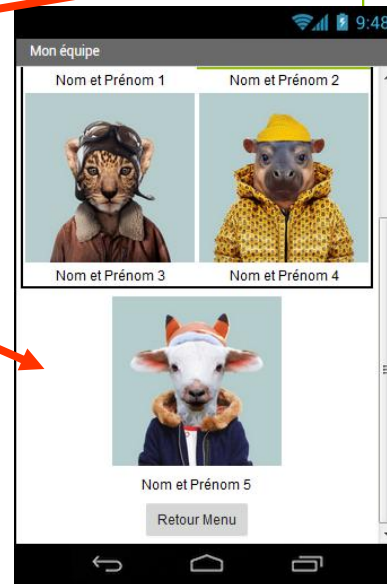 9:48
Mon équipe
Nom et Prénom 1 Nom et Prénom 2
Nom et Prénom 3 Nom et Prénom 4
Nom et Prénom 5
Retour Menu